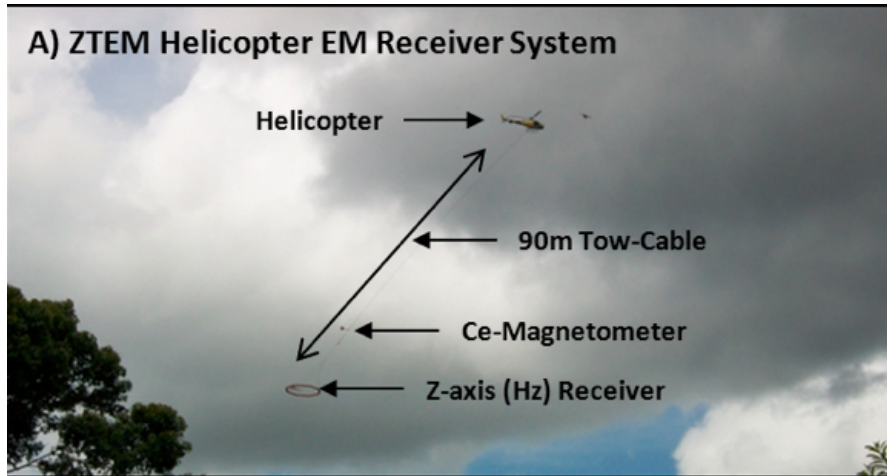 A) ZTEM Helicopter EM Receiver System
Helicopter
90m Tow-Cable
Ce-Magnetometer
Z-axis (Hz) Receiver